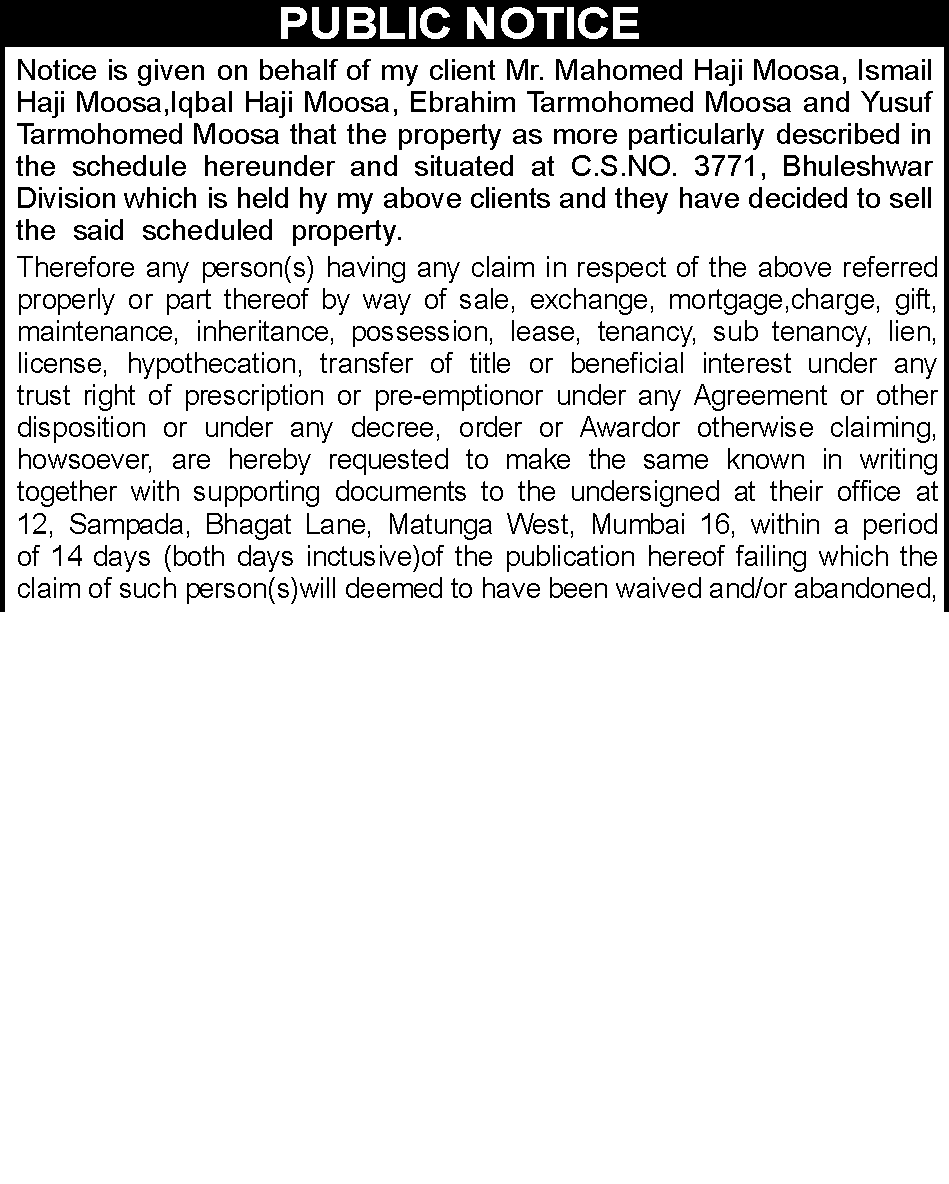 PUBLIC NOTICE
Notice is given on behalf of my client Mr. Mahomed Haji Moosa, Ismail
Haji Moosa,Iqbal Haji Moosa, Ebrahim Tarmohomed Moosa and Yusuf
Tarmohomed Moosa that the property as more particularly described in
the schedule hereunder and situated at C.S.NO. 3771, Bhuleshwar
Division which is held hy my above clients and they have decided to sell
the said scheduled property.
Therefore any person(s) having any claim in respect of the above referred
properly or part thereof by way of sale, exchange, mortgage,charge, gift,
maintenance, inheritance, possession, lease, tenancy, sub tenancy, lien,
license, hypothecation, transfer of title or beneficial interest under any
trust right of prescription or pre-emptionor under any Agreement or other
disposition or under any decree, order or Awardor otherwise claiming,
howsoever, are hereby requested to make the same known in writing
together with supporting documents to the undersigned at their office at
12, Sampada, Bhagat Lane, Matunga West, Mumbai 16, within a period
of 14 days (both days inctusive)of the publication hereof failing which the
claim of such person(s)will deemed to have been waived and/or abandoned,